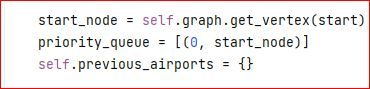 start_node = self.graph.get_vertex(start)
priority_queue = [(0, start_node)]
self.previous_airports = {}